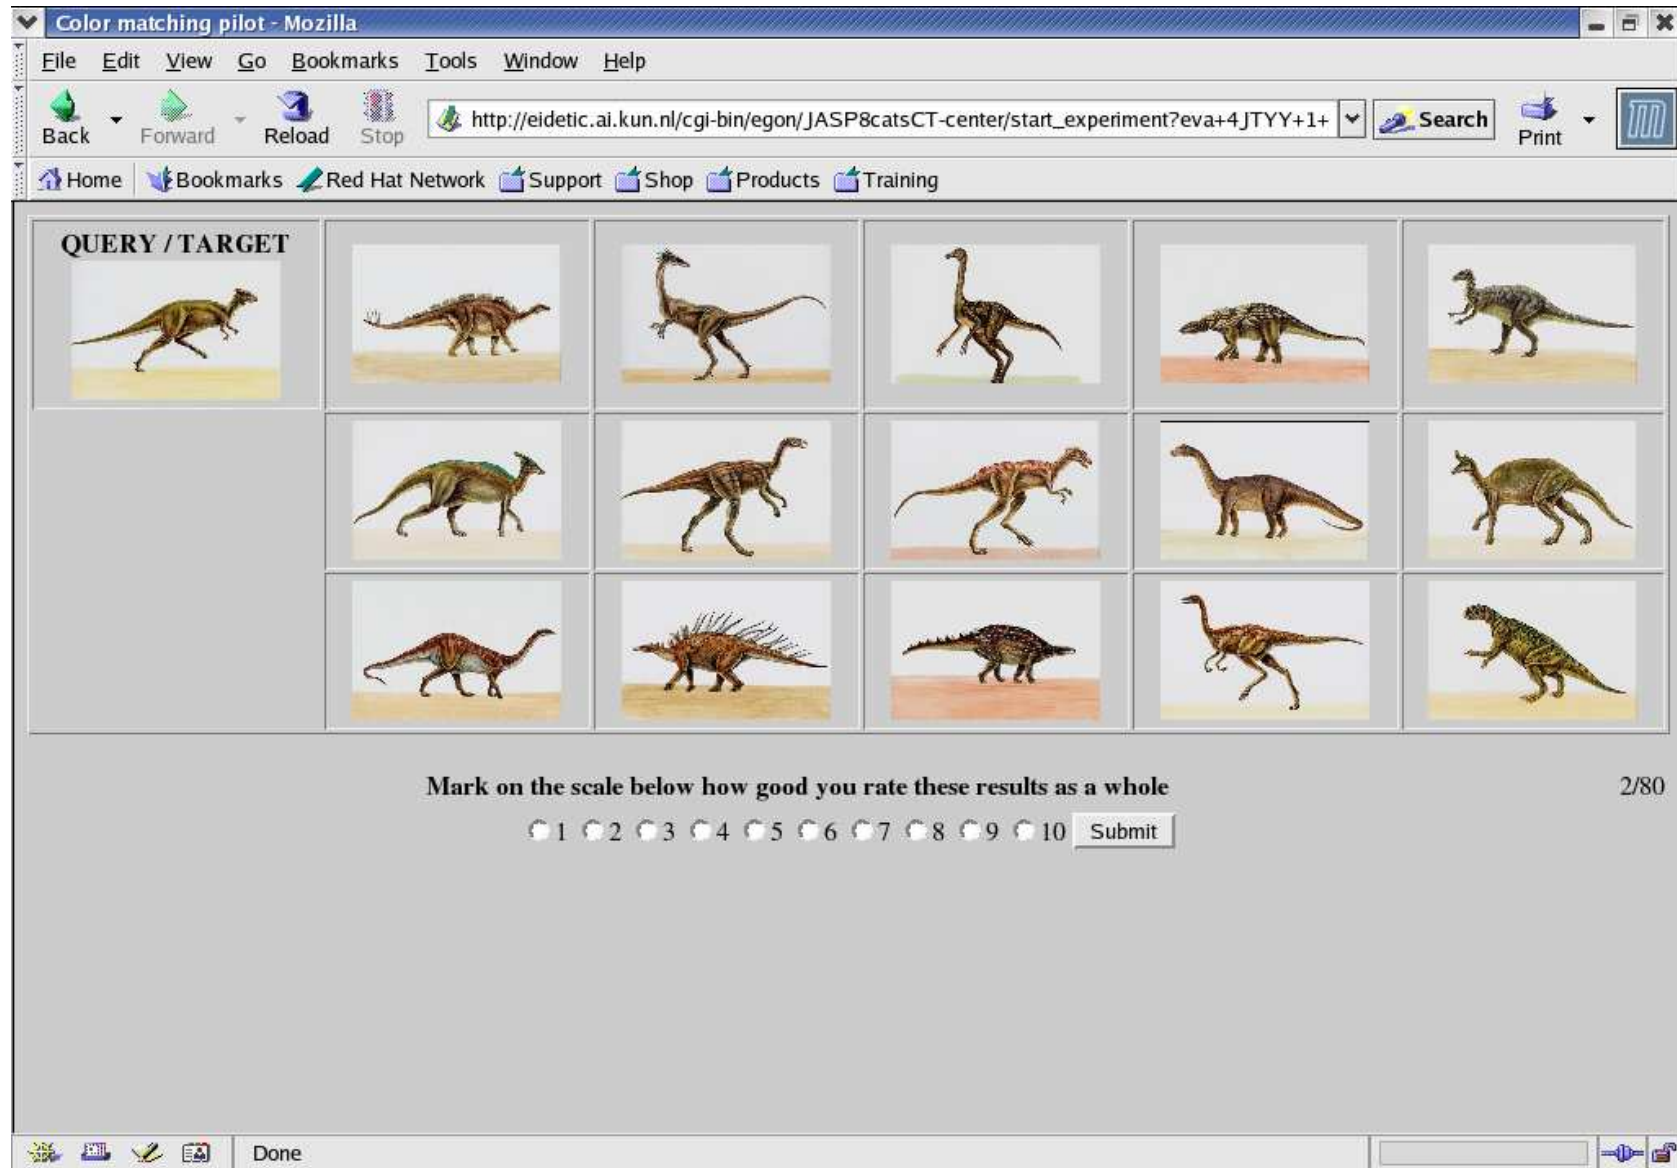 Color matching pilot - Mozilla
File Edit View Go Bookmarks Tools Window Help
Back Forward Reload Stop http://eidetic.ai.kun.nl/cgi-bin/egon/JASP8catsCT-center/start_experiment?eva+4JTYY+1+ Search Print
Home Bookmarks Red Hat Network Support Shop Products Training
QUERY / TARGET
Mark on the scale below how good you rate these results as a whole 2/80
1 2 3 4 5 6 7 8 9 10 Submit
Done